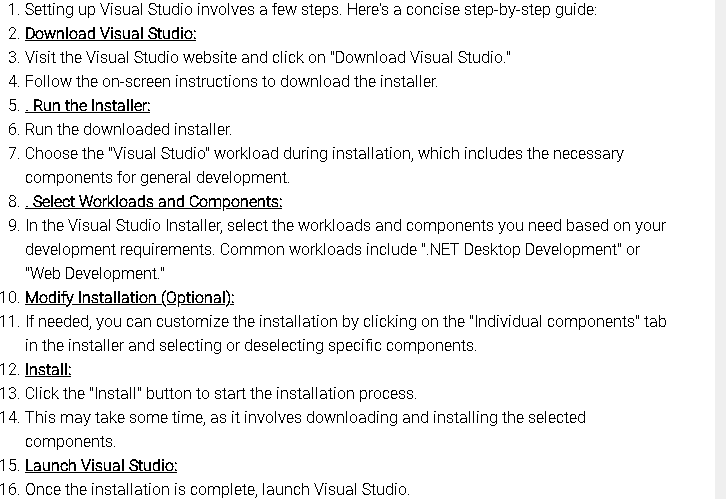 1. Setting up Visual Studio involves a few steps. Here's a concise step-by-step guide:
2. Download Visual Studio:
3. Visit the Visual Studio website and click on "Download Visual Studio."
4. Follow the on-screen instructions to download the installer.
5. . Run the Installer:
6. Run the downloaded installer.
7. Choose the "Visual Studio" workload during installation, which includes the necessary
components for general development.
8. . Select Workloads and Components:
9. In the Visual Studio Installer, select the workloads and components you need based on your
development requirements. Common workloads include ".NET Desktop Development" or
"Web Development."
10. Modify Installation (Optional):
11. If needed, you can customize the installation by clicking on the "Individual components" tab
in the installer and selecting or deselecting specific components.
12. Install:
13. Click the "Install" button to start the installation process.
14. This may take some time, as it involves downloading and installing the selected
components.
15. Launch Visual Studio:
16. Once the installation is complete, launch Visual Studio.